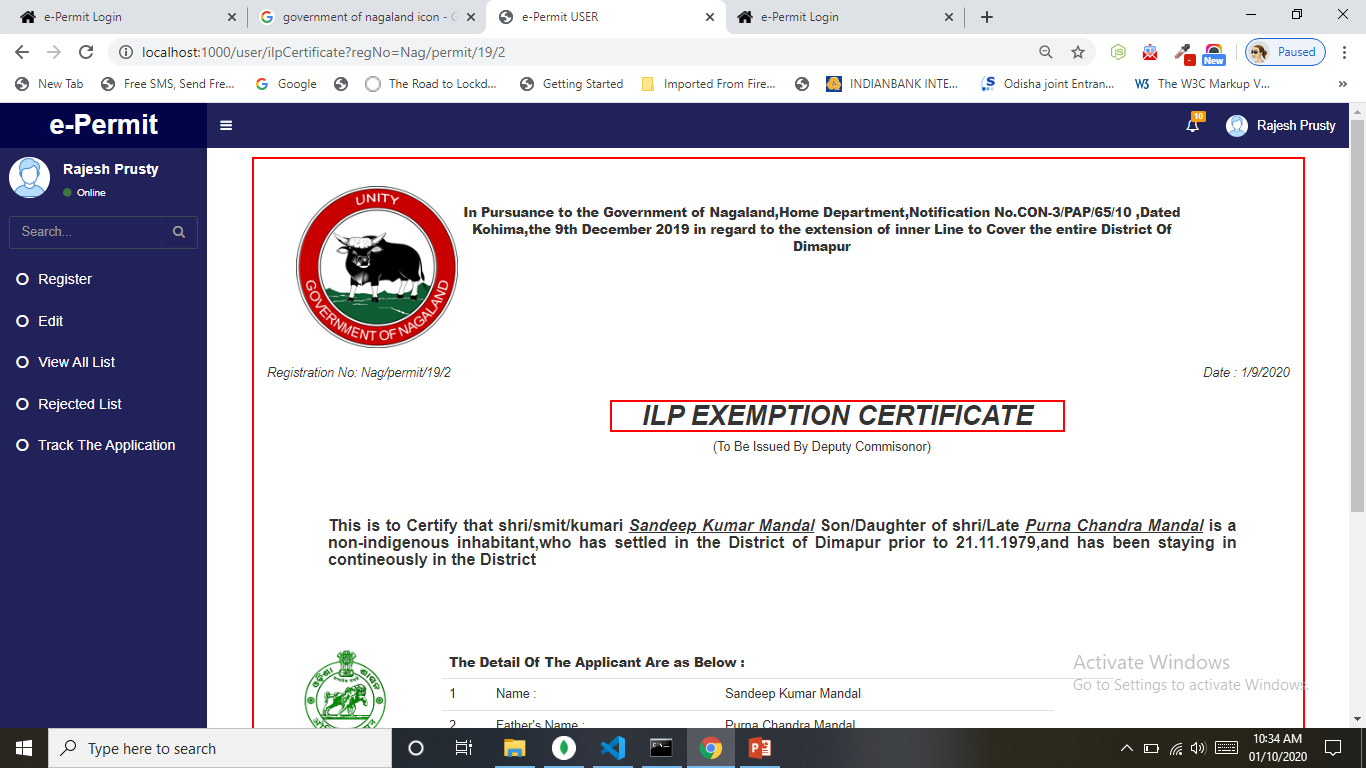 e-Permit Login
government of nagaland icon - G
e-Permit USER
e-Permit Login
localhost:1000/user/ilpCertificate?regNo=Nag/permit/19/2
Paused
New
New Tab
Free SMS, Send Fre...
Google
The Road to Lockd...
Getting Started
Imported From Fire...
INDIANBANK INTE...
Odisha joint Entran...
The W3C Markup V...
e-Permit
10
Rajesh Prusty
Rajesh Prusty
Online
Search...
Register
Edit
View All List
Rejected List
Track The Application
UNITY
GOVERNMENT OF NAGALAND
In Pursuance to the Government of Nagaland,Home Department,Notification No.CON-3/PAP/65/10 ,Dated
Kohima,the 9th December 2019 in regard to the extension of inner Line to Cover the entire District Of
Dimapur
Registration No: Nag/permit/19/2
Date : 1/9/2020
ILP EXEMPTION CERTIFICATE
(To Be Issued By Deputy Commisonor)
This is to Certify that shri/smit/kumari Sandeep Kumar Mandal Son/Daughter of shri/Late Purna Chandra Mandal is a
non-indigenous inhabitant,who has settled in the District of Dimapur prior to 21.11.1979,and has been staying in
contineously in the District
The Detail Of The Applicant Are as Below :
1 Name : Sandeep Kumar Mandal
2 Father's Name : Purna Chandra Mandal
Activate Windows
Go to Settings to activate Windows.
Type here to search
10:34 AM
01/10/2020